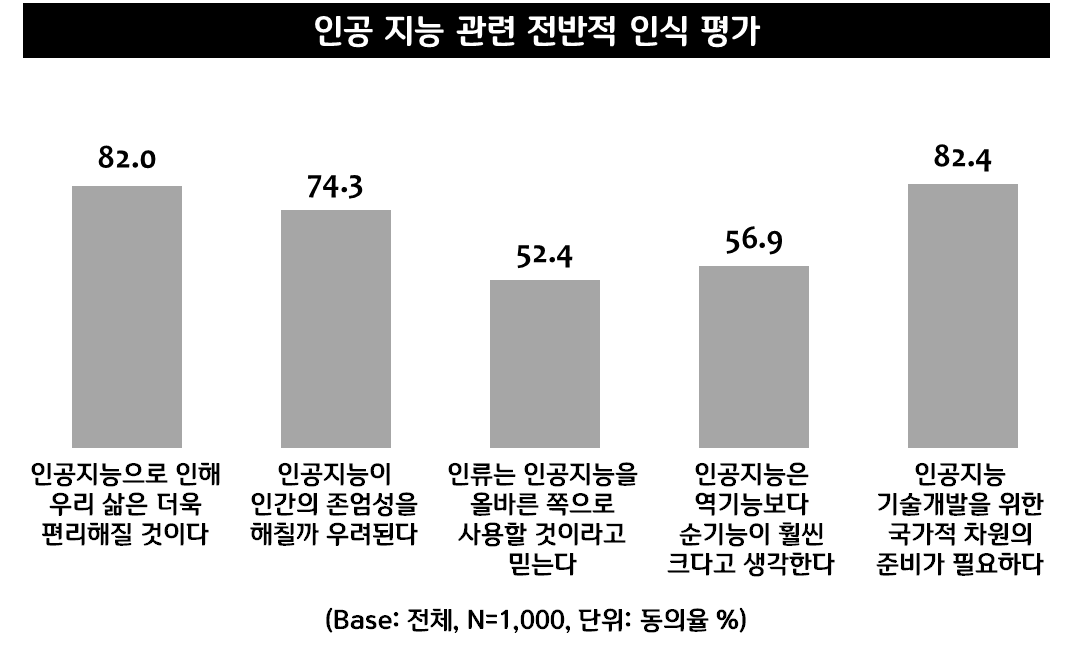 인공 지능 관련 전반적 인식 평가
82.0
74.3
52.4
56.9
82.4
인공지능으로 인해
우리 삶은 더욱
편리해질 것이다
인공지능이
인간의 존엄성을
해칠까 우려된다
인류는 인공지능을
올바른 쪽으로
사용할 것이라고
믿는다
인공지능은
역기능보다
순기능이 훨씬
크다고 생각한다
인공지능
기술개발을 위한
국가적 차원의
준비가 필요하다
(Base: 전체, N=1,000, 단위: 동의율 %)